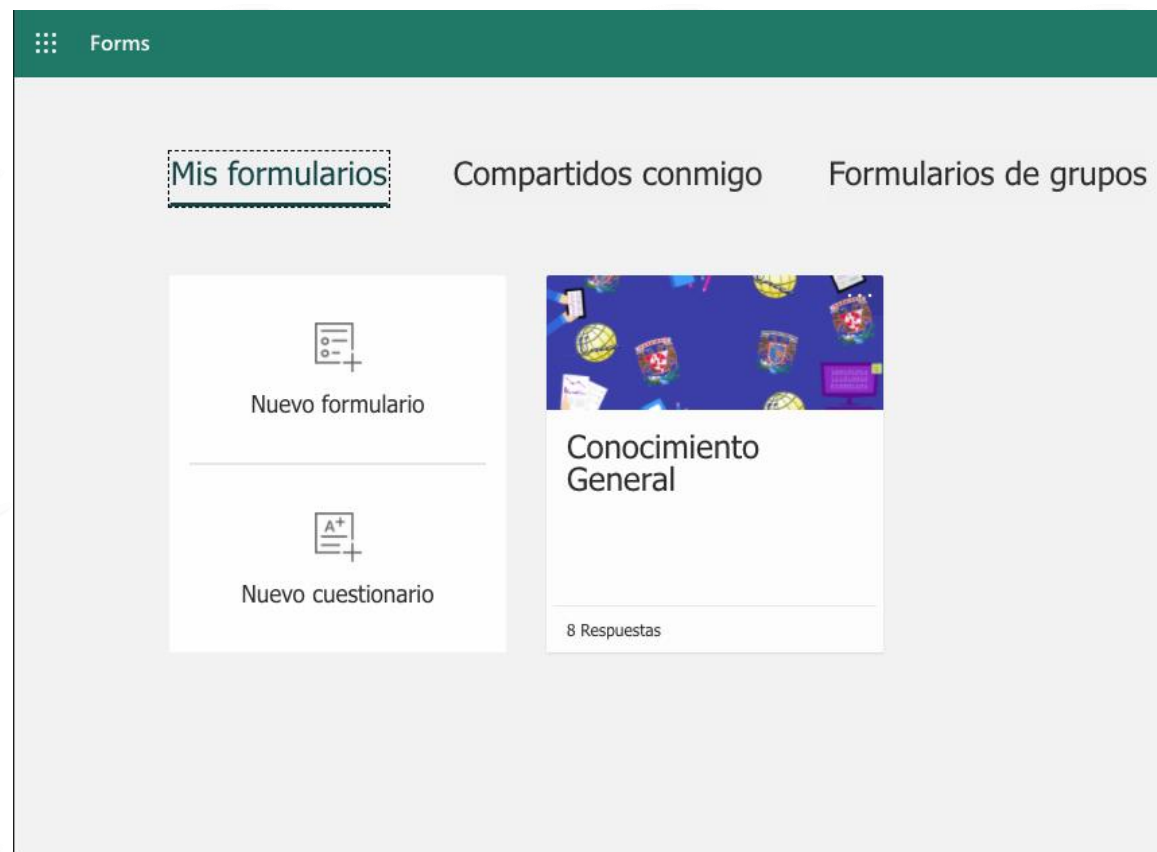 Forms
Mis formularios
Compartidos conmigo
Formularios de grupos
Nuevo formulario
Nuevo cuestionario
Conocimiento
General
8 Respuestas